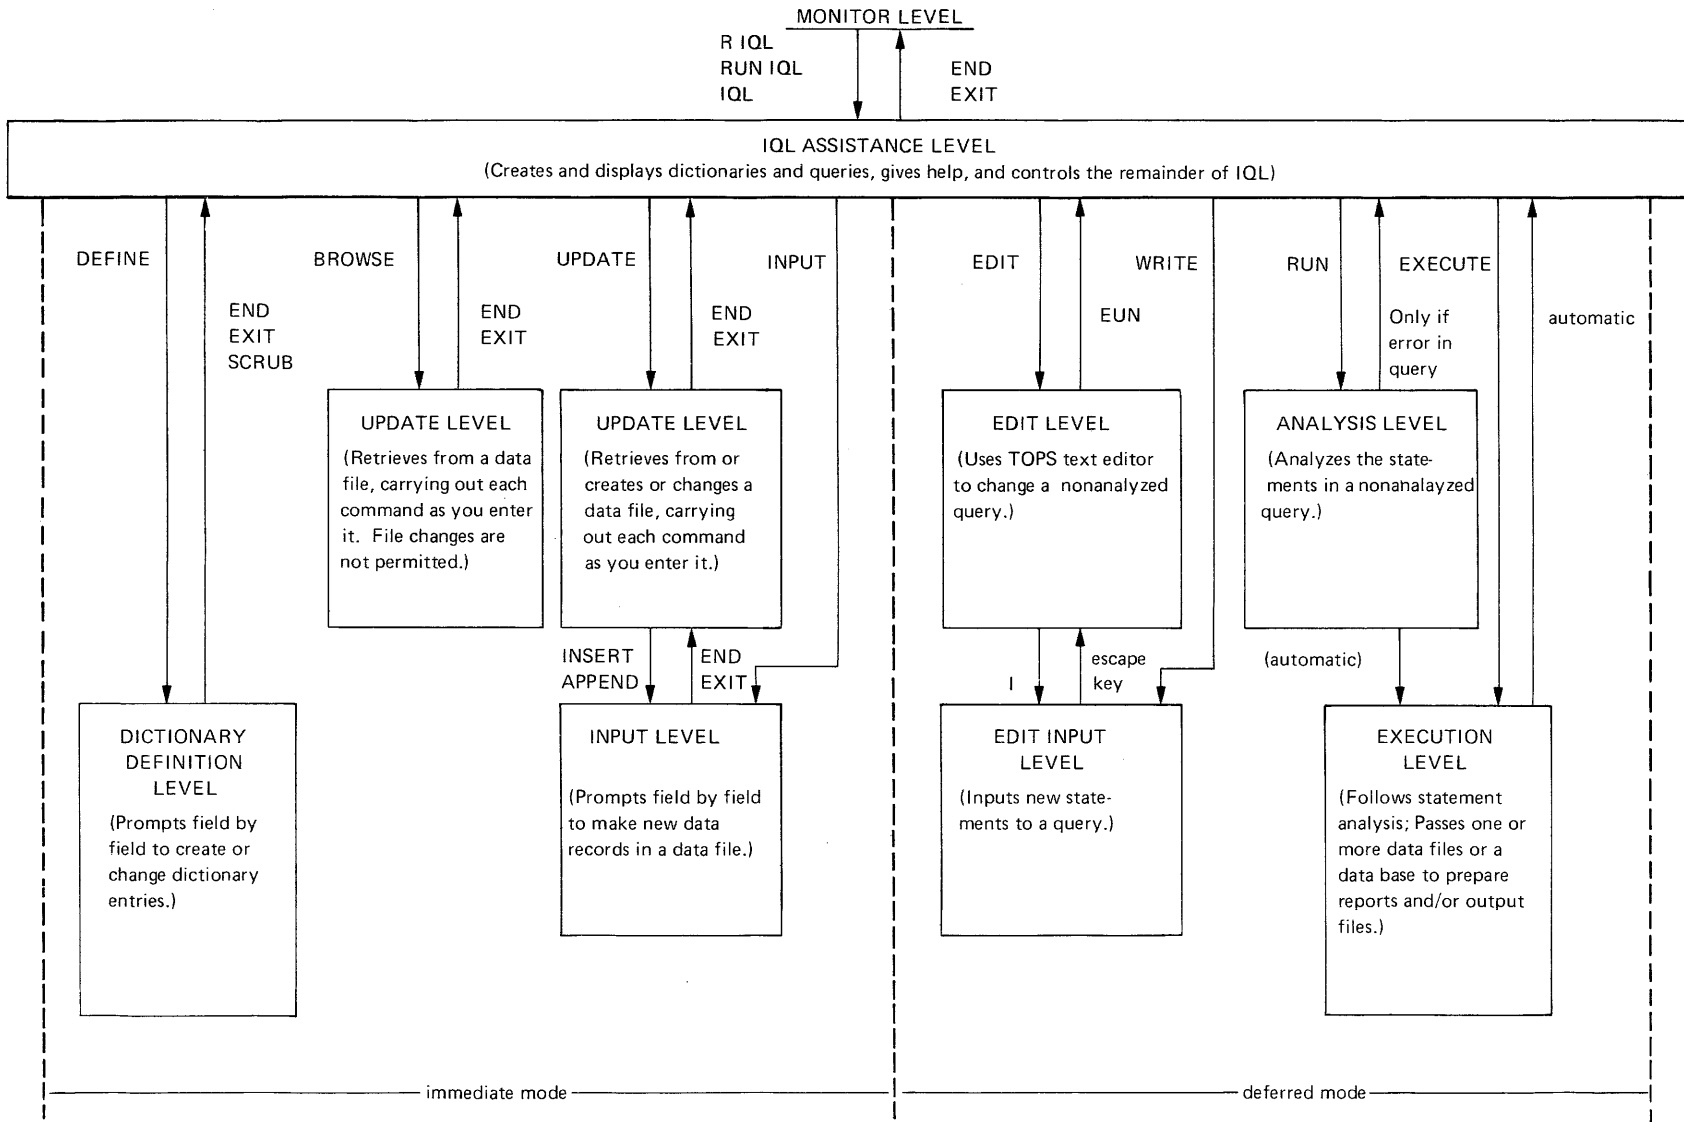 MONITOR LEVEL
R IQL
RUN IQL
IQL
END
EXIT
IQL ASSISTANCE LEVEL
(Creates and displays dictionaries and queries, gives help, and controls the remainder of IQL)
DEFINE
END
EXIT
SCRUB
BROWSE
END
EXIT
UPDATE
END
EXIT
INPUT
EDIT
EUN
WRITE
RUN
Only if
error in
query
EXECUTE
automatic
UPDATE LEVEL
(Retrieves from a data
file, carrying out each
command as you enter
it. File changes are
not permitted.)
UPDATE LEVEL
(Retrieves from or
creates or changes a
data file, carrying
out each command
as you enter it.)
EDIT LEVEL
(Uses TOPS text editor
to change a nonanalyzed
query.)
ANALYSIS LEVEL
(Analyzes the state-
ments in a nonanalayzed
query.)
INSERT
APPEND
END
EXIT
I
escape
key
(automatic)
DICTIONARY
DEFINITION
LEVEL
(Prompts field by
field to create or
change dictionary
entries.)
INPUT LEVEL
(Prompts field by field
to make new data
records in a data file.)
EDIT INPUT
LEVEL
(Inputs new state-
ments to a query.)
EXECUTION
LEVEL
(Follows statement
analysis; Passes one or
more data files or a
data base to prepare
reports and/or output
files.)
immediate mode
deferred mode